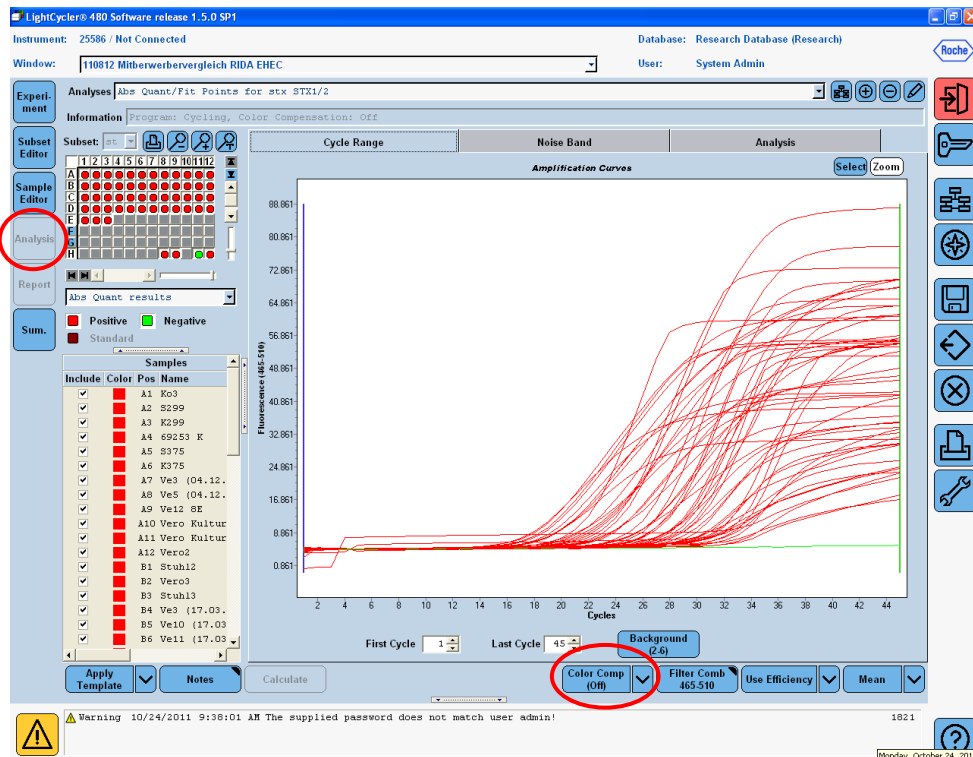 LightCycler® 480 Software release 1.5.0 SP1
Instrument: 25586 / Not Connected
Database: Research Database (Research)
Window: 110812 Mitberwerbervergleich RIDA EHEC
User: System Admin
Roche
Experi-
ment
Subset
Editor
Sample
Editor
Analysis
Report
Sum.
Analyses Abs Quant/Fit Points for stx STX1/2
Information Program: Cycling, Color Compensation: Off
Subset: st
1 2 3 4 5 6 7 8 9 10 11 12
A
B
C
D
E
F
G
H
Abs Quant results
Positive Negative
Standard
Samples
Include Color Pos Name
A1 Ko3
A2 S299
A3 K299
A4 69253 K
A5 S375
A6 K375
A7 Ve3 (04.12.
A8 Ve5 (04.12.
A9 Ve12 8E
A10 Vero Kultur
A11 Vero Kultur
A12 Vero2
B1 Stuhl2
B2 Vero3
B3 Stuhl3
B4 Ve3 (17.03.
B5 Ve10 (17.03
B6 Ve11 (17.03
Cycle Range Noise Band Analysis
Amplification Curves
Select Zoom
Fluorescence (465-510)
88.861
80.861
72.861
64.861
56.861
48.861
40.861
32.861
24.861
16.861
8.861
0.861
2 4 6 8 10 12 14 16 18 20 22 24 26 28 30 32 34 36 38 40 42 44
Cycles
First Cycle 1 Last Cycle 45 Background
(2-6)
Apply
Template
Notes
Calculate
Color Comp
(Off)
Filter Comb
465-510
Use Efficiency
Mean
Warning 10/24/2011 9:38:01 AM The supplied password does not match user admin! 1821
Monday, October 24, 201